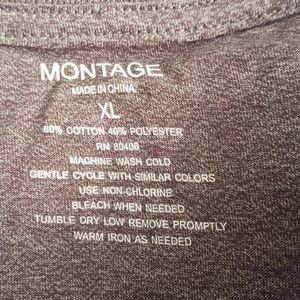 MONTAGE
MADE IN CHINA
XL
60% COTTON 40% POLYESTER
RN 80408
MACHINE WASH COLD
GENTLE CYCLE WITH SIMILAR COLORS
USE NON-CHLORINE
BLEACH WHEN NEEDED
TUMBLE DRY LOW REMOVE PROMPTLY
WARM IRON AS NEEDED